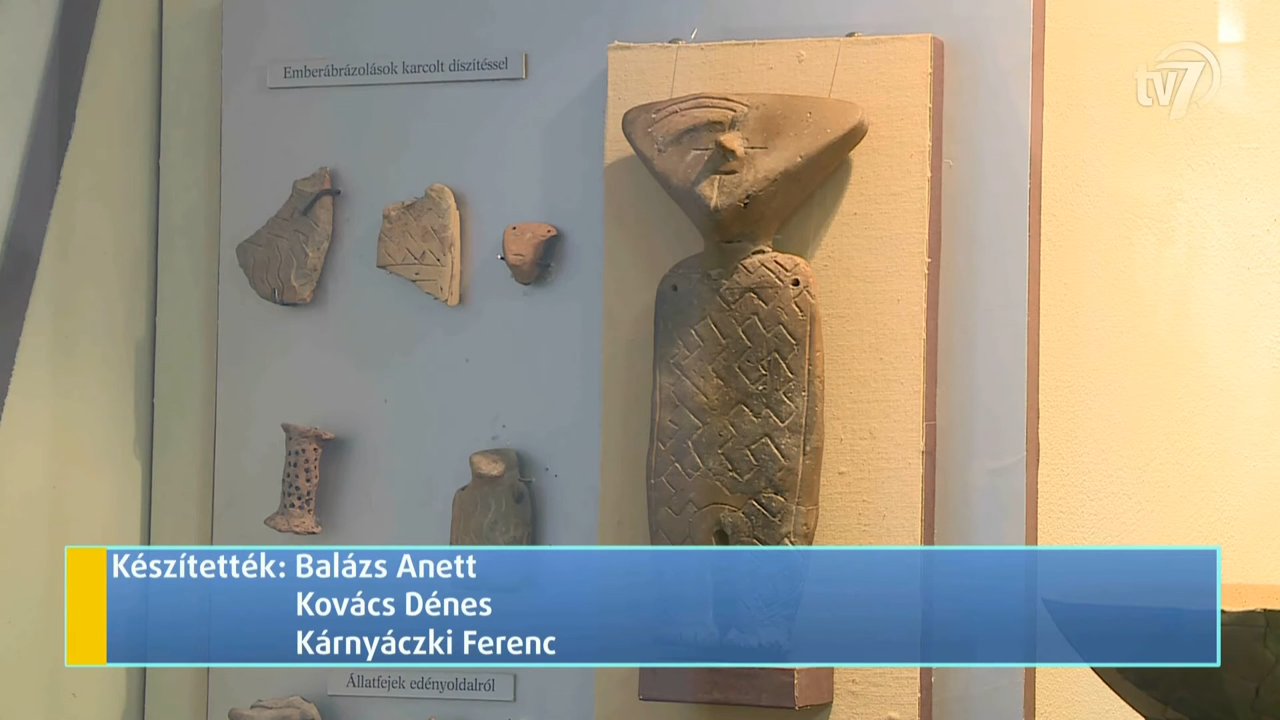 Emberábrázolások karcolt díszítéssel
tv7
Készítették: Balázs Anett
Kovács Dénes
Kárnyáczki Ferenc
Állatfejek edényoldalról